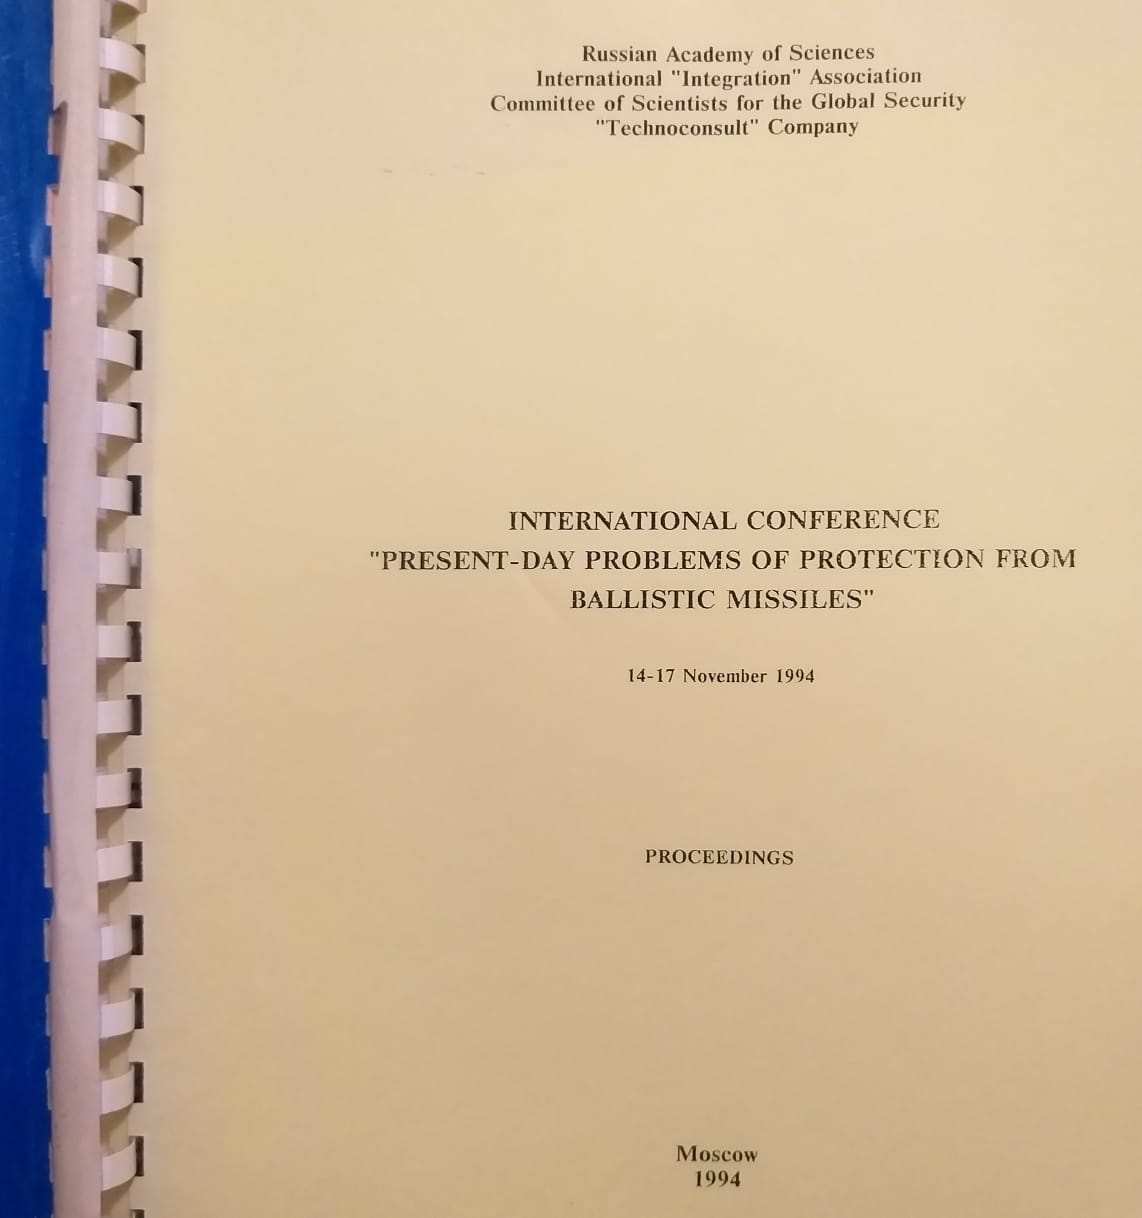 Russian Academy of Sciences
International "Integration" Association
Committee of Scientists for the Global Security
"Technoconsult" Company
INTERNATIONAL CONFERENCE
"PRESENT-DAY PROBLEMS OF PROTECTION FROM
BALLISTIC MISSILES"
14-17 November 1994
PROCEEDINGS
Moscow
1994